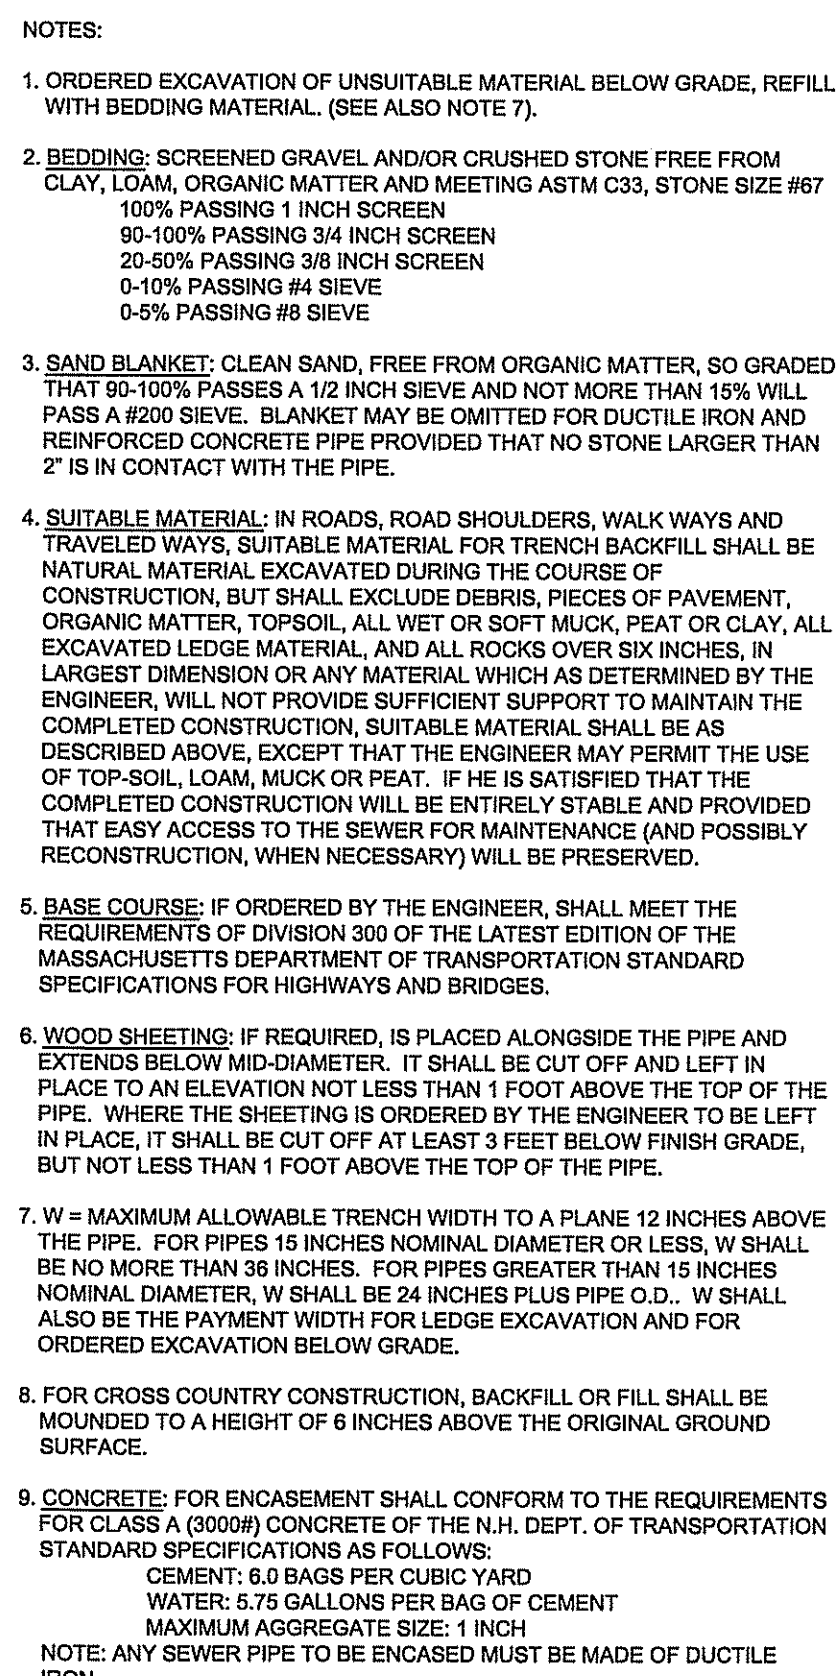 NOTES:
1. ORDERED EXCAVATION OF UNSUITABLE MATERIAL BELOW GRADE, REFILL
WITH BEDDING MATERIAL. (SEE ALSO NOTE 7).
2. BEDDING: SCREENED GRAVEL AND/OR CRUSHED STONE FREE FROM
CLAY, LOAM, ORGANIC MATTER AND MEETING ASTM C33, STONE SIZE #67
100% PASSING 1 INCH SCREEN
90-100% PASSING 3/4 INCH SCREEN
20-50% PASSING 3/8 INCH SCREEN
0-10% PASSING #4 SIEVE
0-5% PASSING #8 SIEVE
3. SAND BLANKET: CLEAN SAND, FREE FROM ORGANIC MATTER, SO GRADED
THAT 90-100% PASSES A 1/2 INCH SIEVE AND NOT MORE THAN 15% WILL
PASS A #200 SIEVE. BLANKET MAY BE OMITTED FOR DUCTILE IRON AND
REINFORCED CONCRETE PIPE PROVIDED THAT NO STONE LARGER THAN
2" IS IN CONTACT WITH THE PIPE.
4. SUITABLE MATERIAL: IN ROADS, ROAD SHOULDERS, WALK WAYS AND
TRAVELED WAYS, SUITABLE MATERIAL FOR TRENCH BACKFILL SHALL BE
NATURAL MATERIAL EXCAVATED DURING THE COURSE OF
CONSTRUCTION, BUT SHALL EXCLUDE DEBRIS, PIECES OF PAVEMENT,
ORGANIC MATTER, TOPSOIL, ALL WET OR SOFT MUCK, PEAT OR CLAY, ALL
EXCAVATED LEDGE MATERIAL, AND ALL ROCKS OVER SIX INCHES, IN
LARGEST DIMENSION OR ANY MATERIAL WHICH AS DETERMINED BY THE
ENGINEER, WILL NOT PROVIDE SUFFICIENT SUPPORT TO MAINTAIN THE
COMPLETED CONSTRUCTION, SUITABLE MATERIAL SHALL BE AS
DESCRIBED ABOVE, EXCEPT THAT THE ENGINEER MAY PERMIT THE USE
OF TOP-SOIL, LOAM, MUCK OR PEAT. IF HE IS SATISFIED THAT THE
COMPLETED CONSTRUCTION WILL BE ENTIRELY STABLE AND PROVIDED
THAT EASY ACCESS TO THE SEWER FOR MAINTENANCE (AND POSSIBLY
RECONSTRUCTION, WHEN NECESSARY) WILL BE PRESERVED.
5. BASE COURSE: IF ORDERED BY THE ENGINEER, SHALL MEET THE
REQUIREMENTS OF DIVISION 300 OF THE LATEST EDITION OF THE
MASSACHUSETTS DEPARTMENT OF TRANSPORTATION STANDARD
SPECIFICATIONS FOR HIGHWAYS AND BRIDGES.
6. WOOD SHEETING: IF REQUIRED, IS PLACED ALONGSIDE THE PIPE AND
EXTENDS BELOW MID-DIAMETER. IT SHALL BE CUT OFF AND LEFT IN
PLACE TO AN ELEVATION NOT LESS THAN 1 FOOT ABOVE THE TOP OF THE
PIPE. WHERE THE SHEETING IS ORDERED BY THE ENGINEER TO BE LEFT
IN PLACE, IT SHALL BE CUT OFF AT LEAST 3 FEET BELOW FINISH GRADE,
BUT NOT LESS THAN 1 FOOT ABOVE THE TOP OF THE PIPE.
7. W = MAXIMUM ALLOWABLE TRENCH WIDTH TO A PLANE 12 INCHES ABOVE
THE PIPE. FOR PIPES 15 INCHES NOMINAL DIAMETER OR LESS, W SHALL
BE NO MORE THAN 36 INCHES. FOR PIPES GREATER THAN 15 INCHES
NOMINAL DIAMETER, W SHALL BE 24 INCHES PLUS PIPE O.D.. W SHALL
ALSO BE THE PAYMENT WIDTH FOR LEDGE EXCAVATION AND FOR
ORDERED EXCAVATION BELOW GRADE.
8. FOR CROSS COUNTRY CONSTRUCTION, BACKFILL OR FILL SHALL BE
MOUNDED TO A HEIGHT OF 6 INCHES ABOVE THE ORIGINAL GROUND
SURFACE.
9. CONCRETE: FOR ENCASEMENT SHALL CONFORM TO THE REQUIREMENTS
FOR CLASS A (3000#) CONCRETE OF THE N.H. DEPT. OF TRANSPORTATION
STANDARD SPECIFICATIONS AS FOLLOWS:
CEMENT: 6.0 BAGS PER CUBIC YARD
WATER: 5.75 GALLONS PER BAG OF CEMENT
MAXIMUM AGGREGATE SIZE: 1 INCH
NOTE: ANY SEWER PIPE TO BE ENCASED MUST BE MADE OF DUCTILE